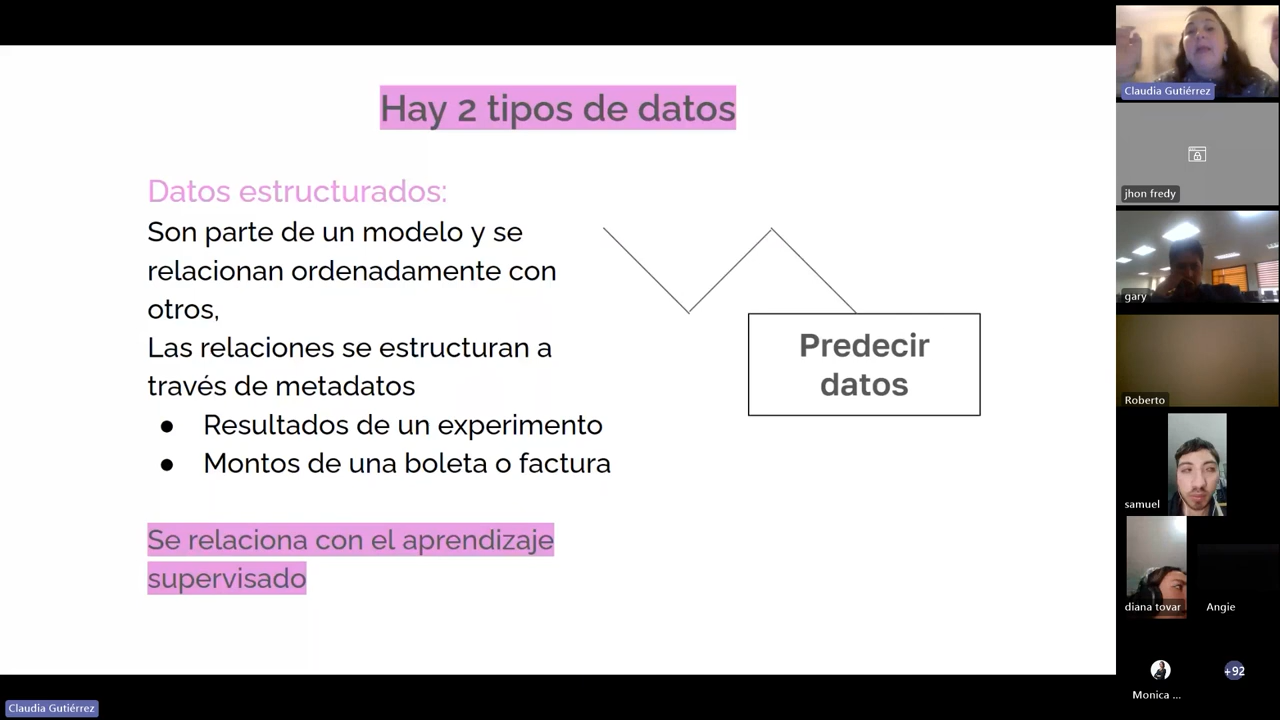 Hay 2 tipos de datos
Datos estructurados:
Son parte de un modelo y se
relacionan ordenadamente con
otros,
Las relaciones se estructuran a
través de metadatos
● Resultados de un experimento
● Montos de una boleta o factura
Se relaciona con el aprendizaje
supervisado
Predecir
datos
Claudia Gutiérrez
jhon fredy
gary
Roberto
samuel
diana tovar
Angie
Monica ...
+92
Claudia Gutiérrez